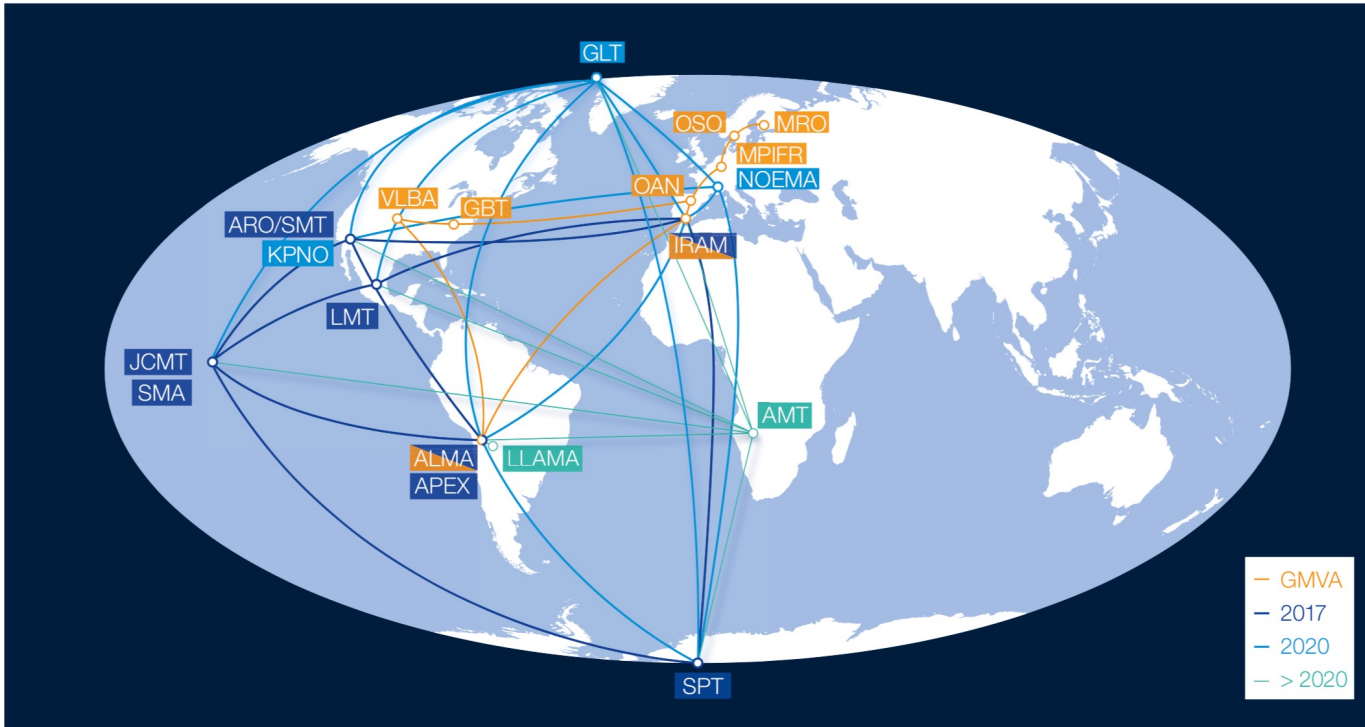 GLT
OSO
MRO
MPIFR
NOEMA
OAN
VLBA
GBT
ARO/SMT
KPNO
IRAM
LMT
JCMT
SMA
AMT
ALMA
APEX
LLAMA
SPT
GMVA
2017
2020
> 2020